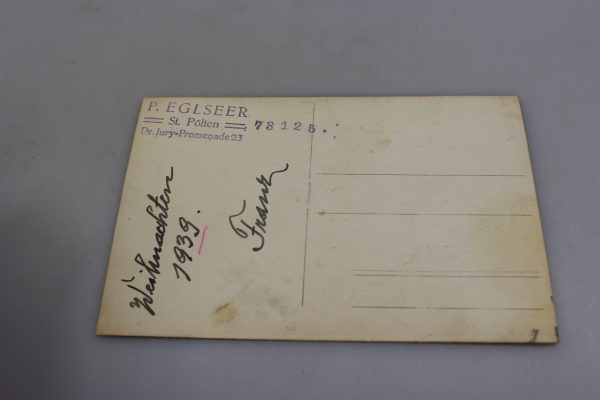 P. EGLSEER
St. Pölten
Dr. Jury-Promenade 23
73125.
Weihnachten
1939.
Franz